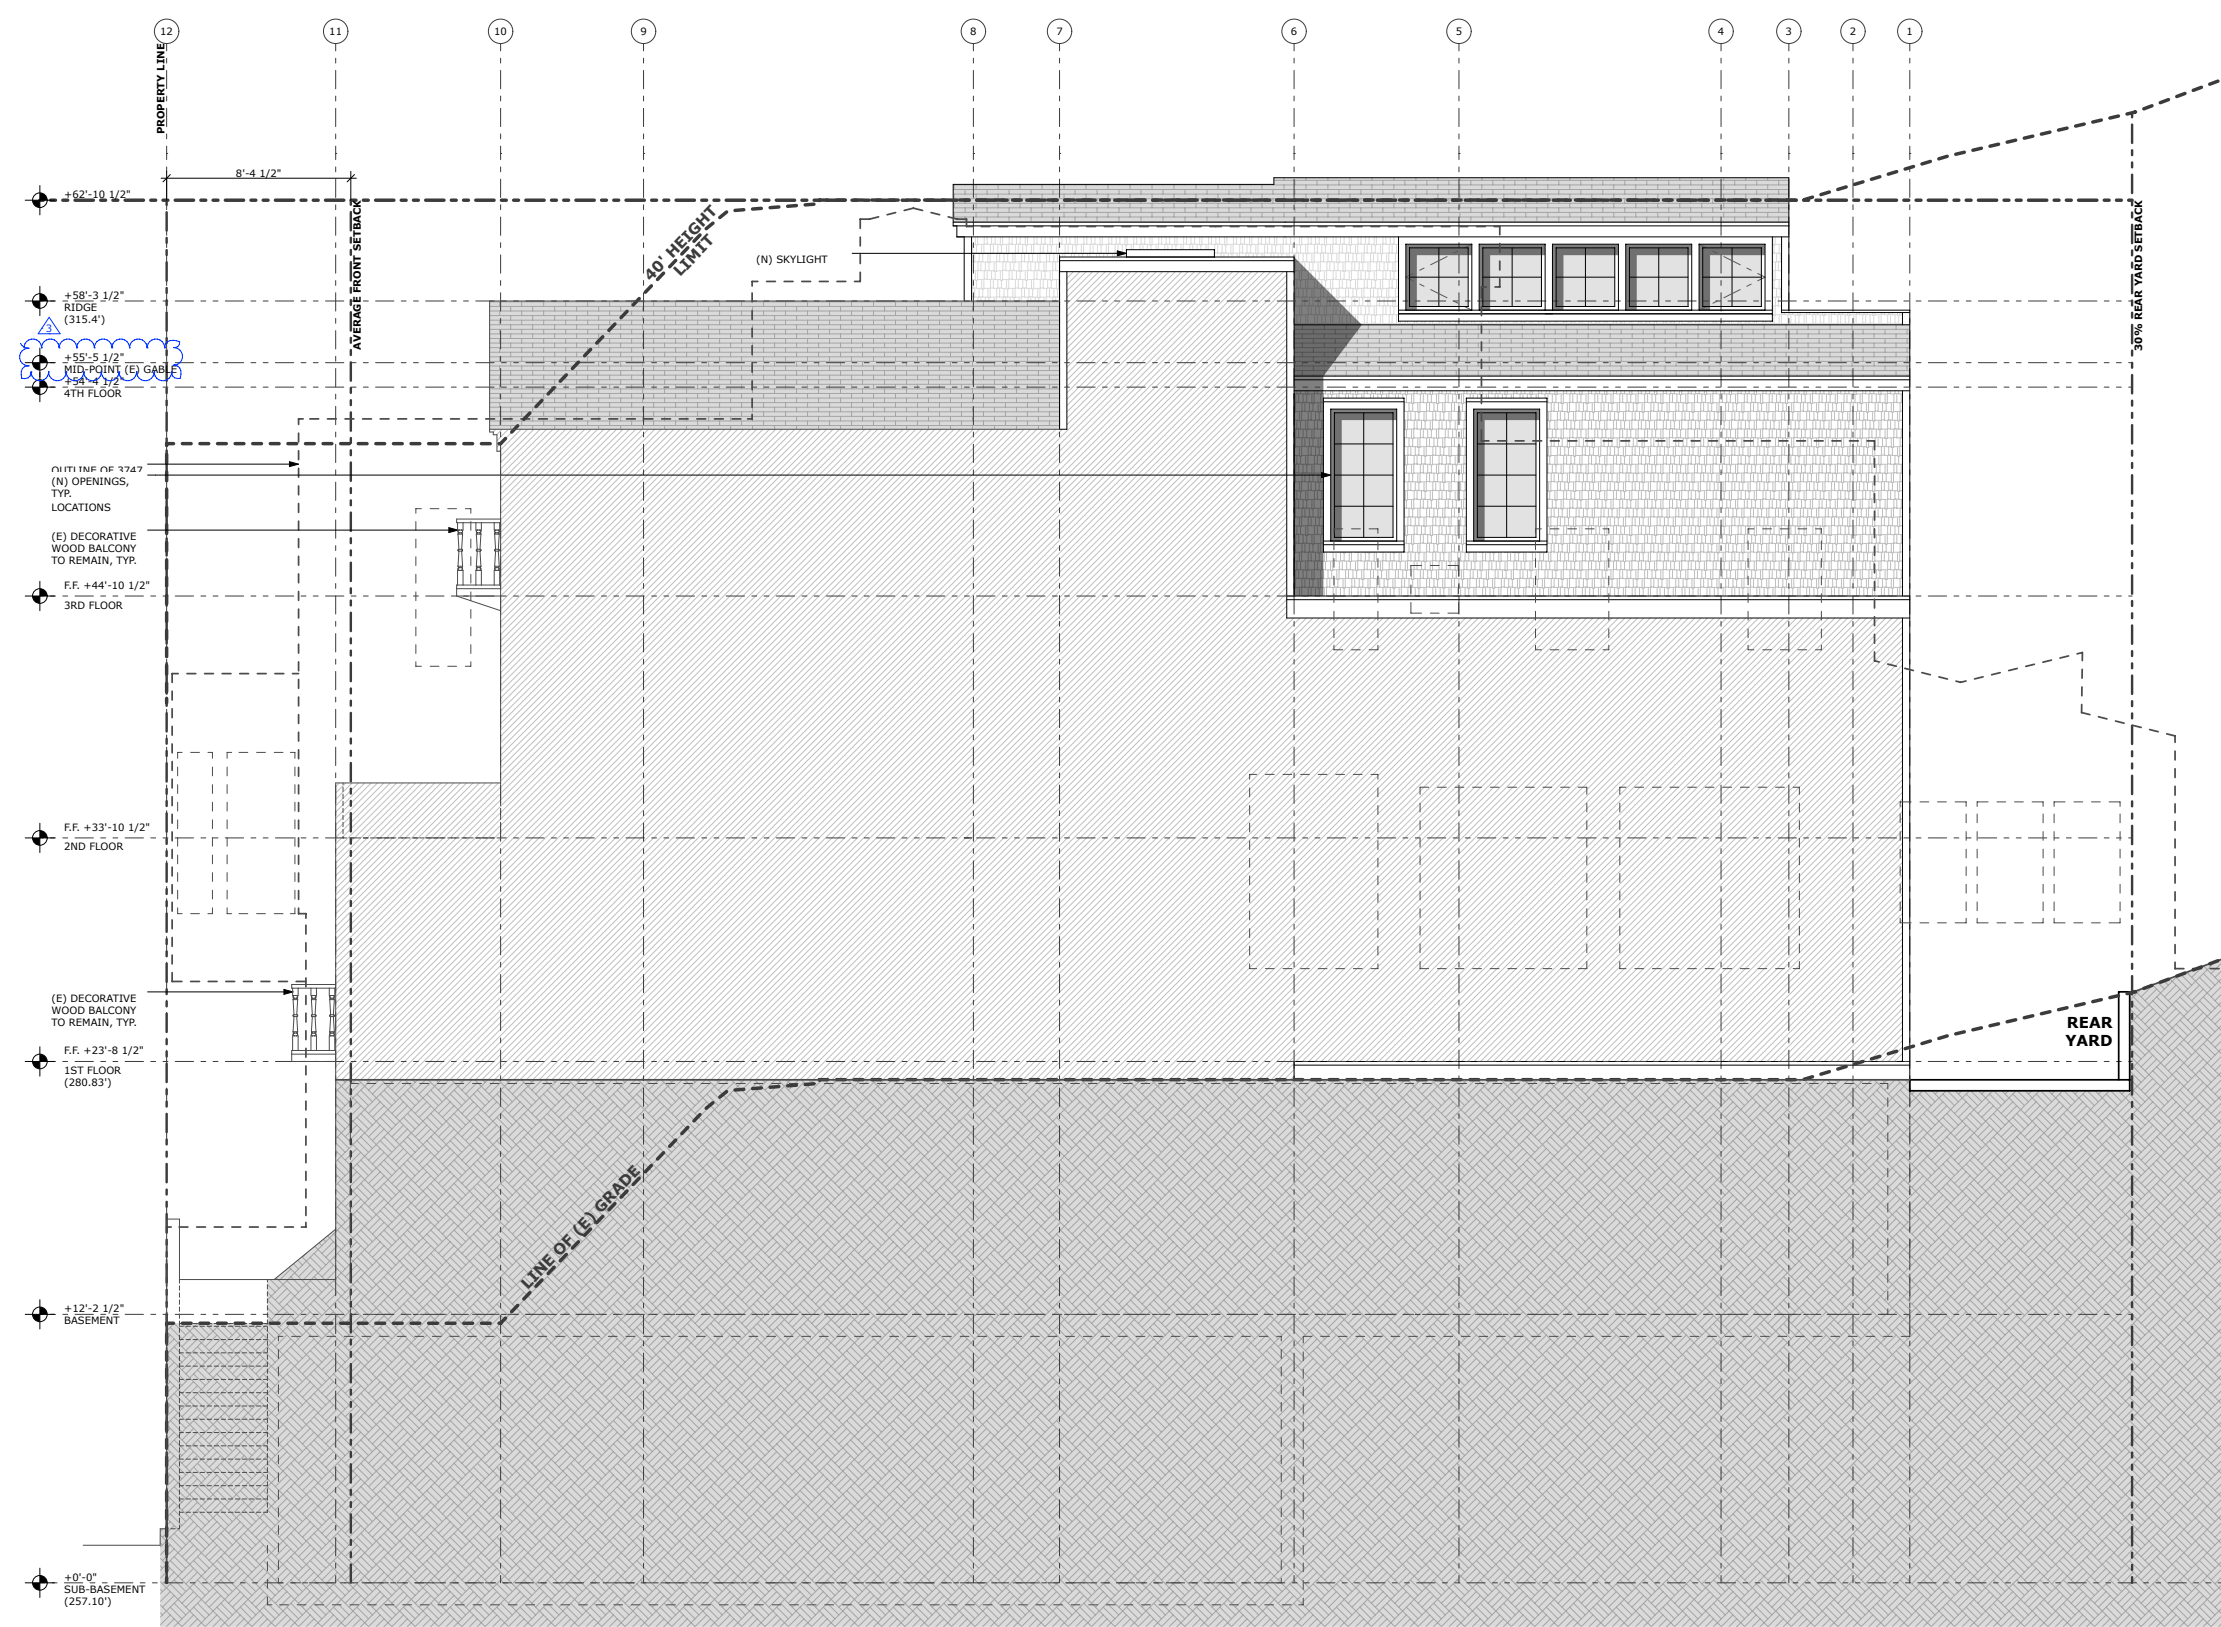 12
11
10
9
8
7
6
5
4
3
2
1
PROPERTY LINE
8'-4 1/2"
+62'-10 1/2"
AVERAGE FRONT SETBACK
40' HEIGHT
LIMIT
(N) SKYLIGHT
30% REAR YARD SETBACK
+58'-3 1/2"
RIDGE
(315.4')
3
+55'-5 1/2"
MID-POINT (E) GABLE
+54'-4 1/2"
4TH FLOOR
OUTLINE OF 3747
(N) OPENINGS,
TYP.
LOCATIONS
(E) DECORATIVE
WOOD BALCONY
TO REMAIN, TYP.
F.F. +44'-10 1/2"
3RD FLOOR
F.F. +33'-10 1/2"
2ND FLOOR
(E) DECORATIVE
WOOD BALCONY
TO REMAIN, TYP.
REAR
YARD
F.F. +23'-8 1/2"
1ST FLOOR
(280.83')
LINE OF (E) GRADE
+12'-2 1/2"
BASEMENT
+0'-0"
SUB-BASEMENT
(257.10')